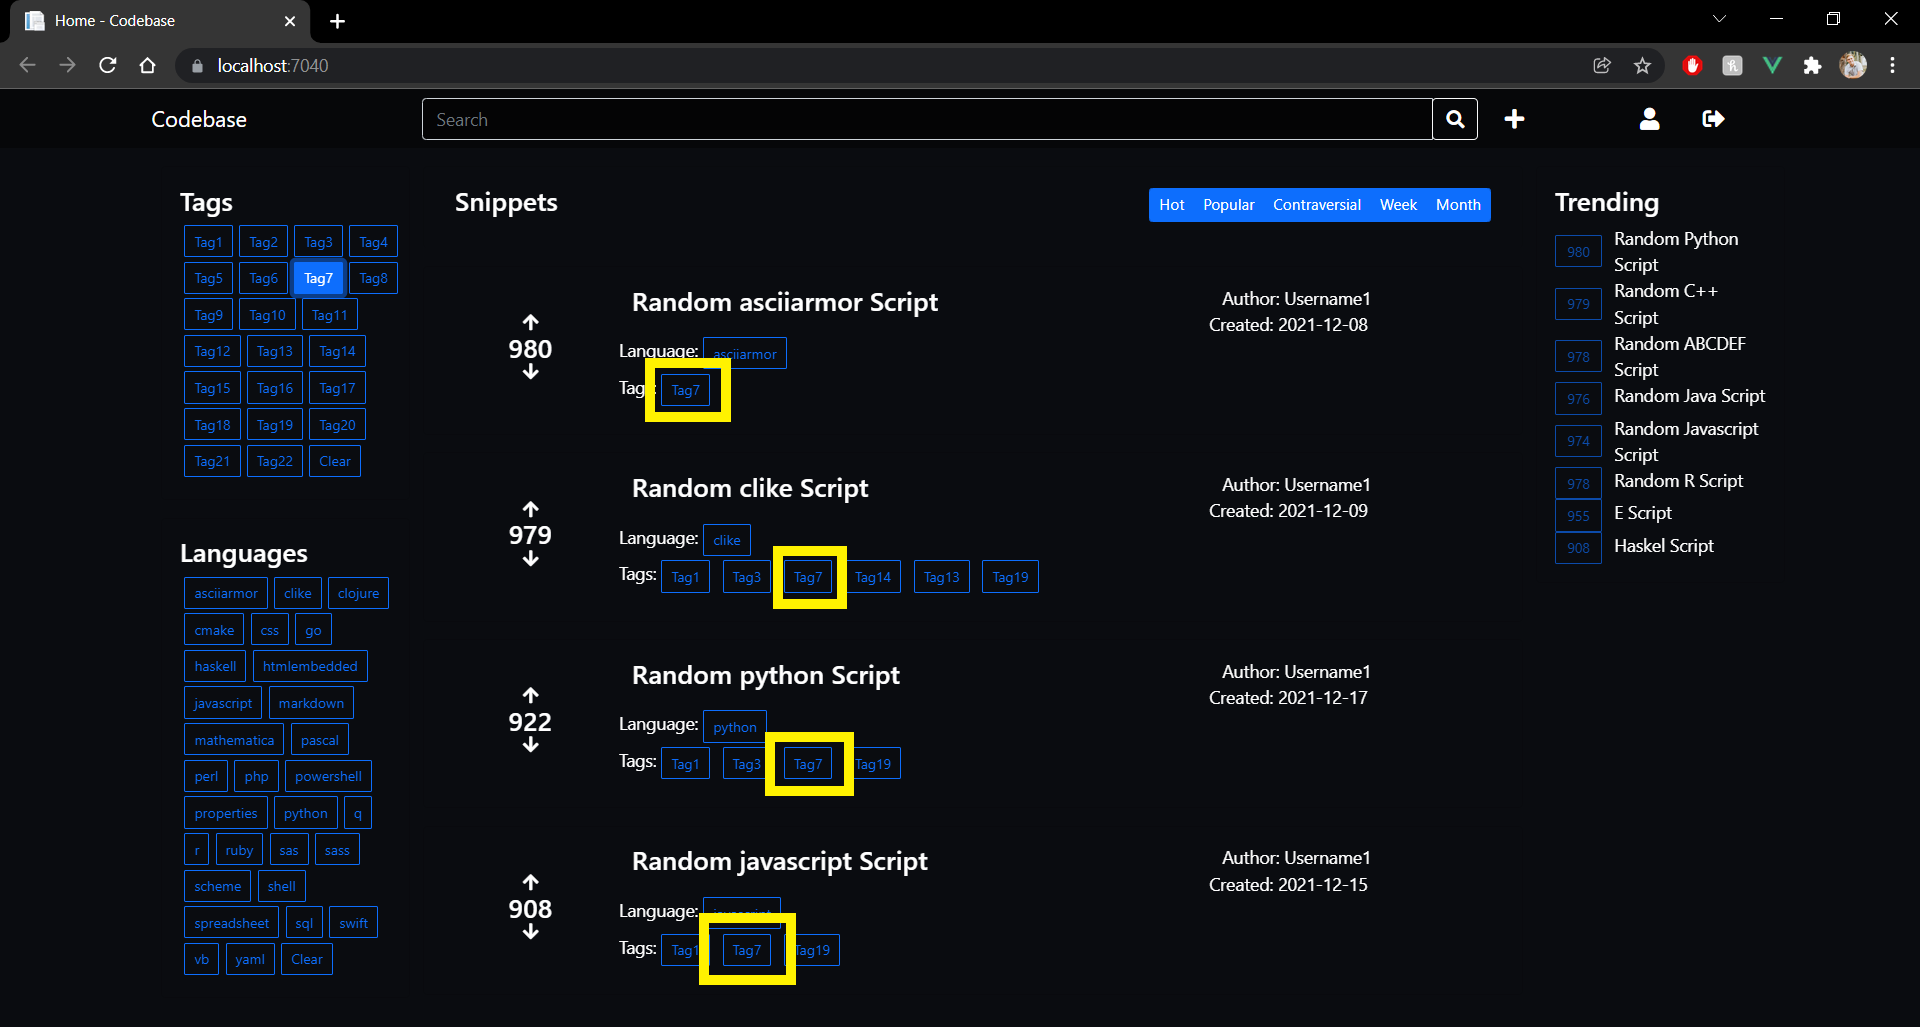 Home - Codebase
localhost:7040
Codebase
Search
Tags
Tag1 Tag2 Tag3 Tag4
Tag5 Tag6 Tag7 Tag8
Tag9 Tag10 Tag11
Tag12 Tag13 Tag14
Tag15 Tag16 Tag17
Tag18 Tag19 Tag20
Tag21 Tag22 Clear
Languages
asciiarmor clike clojure
cmake css go
haskell htmlembedded
javascript markdown
mathematica pascal
perl php powershell
properties python q
r ruby sas sass
scheme shell
spreadsheet sql swift
vb yaml Clear
Snippets
Hot Popular Contraversial Week Month
Random asciiarmor Script
Author: Username1
Created: 2021-12-08
980
Language: asciiarmor
Tags: Tag7
Random clike Script
Author: Username1
Created: 2021-12-09
979
Language: clike
Tags: Tag1 Tag3 Tag7 Tag14 Tag13 Tag19
Random python Script
Author: Username1
Created: 2021-12-17
922
Language: python
Tags: Tag1 Tag3 Tag7 Tag19
Random javascript Script
Author: Username1
Created: 2021-12-15
908
Language: javascript
Tags: Tag1 Tag7 Tag19
Trending
980 Random Python
Script
979 Random C++
Script
978 Random ABCDEF
Script
976 Random Java Script
974 Random Javascript
Script
978 Random R Script
955 E Script
908 Haskel Script